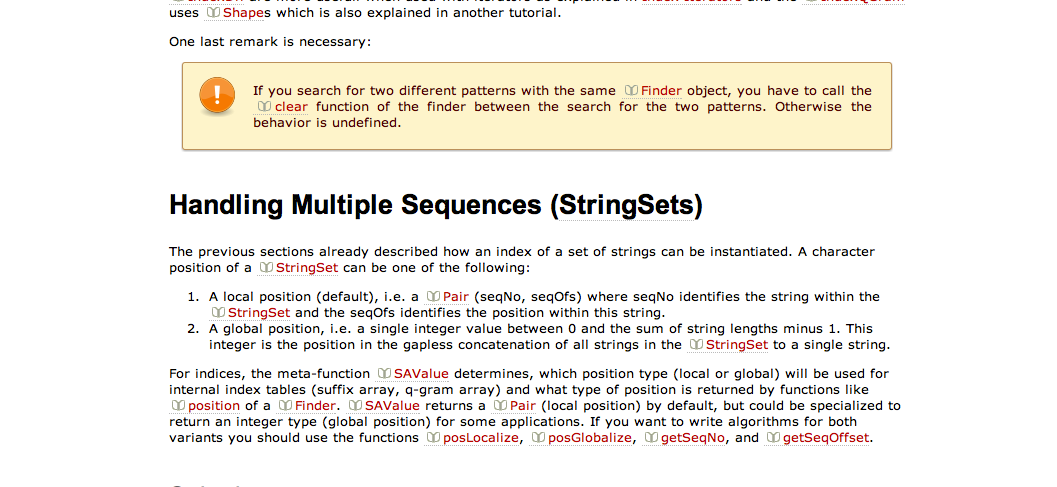 uses Shapes which is also explained in another tutorial.
One last remark is necessary:
If you search for two different patterns with the same Finder object, you have to call the
clear function of the finder between the search for the two patterns. Otherwise the
behavior is undefined.
Handling Multiple Sequences (StringSets)
The previous sections already described how an index of a set of strings can be instantiated. A character
position of a StringSet can be one of the following:
1. A local position (default), i.e. a Pair (seqNo, seqOfs) where seqNo identifies the string within the
StringSet and the seqOfs identifies the position within this string.
2. A global position, i.e. a single integer value between 0 and the sum of string lengths minus 1. This
integer is the position in the gapless concatenation of all strings in the StringSet to a single string.
For indices, the meta-function SAValue determines, which position type (local or global) will be used for
internal index tables (suffix array, q-gram array) and what type of position is returned by functions like
position of a Finder. SAValue returns a Pair (local position) by default, but could be specialized to
return an integer type (global position) for some applications. If you want to write algorithms for both
variants you should use the functions posLocalize, posGlobalize, getSeqNo, and getSeqOffset.